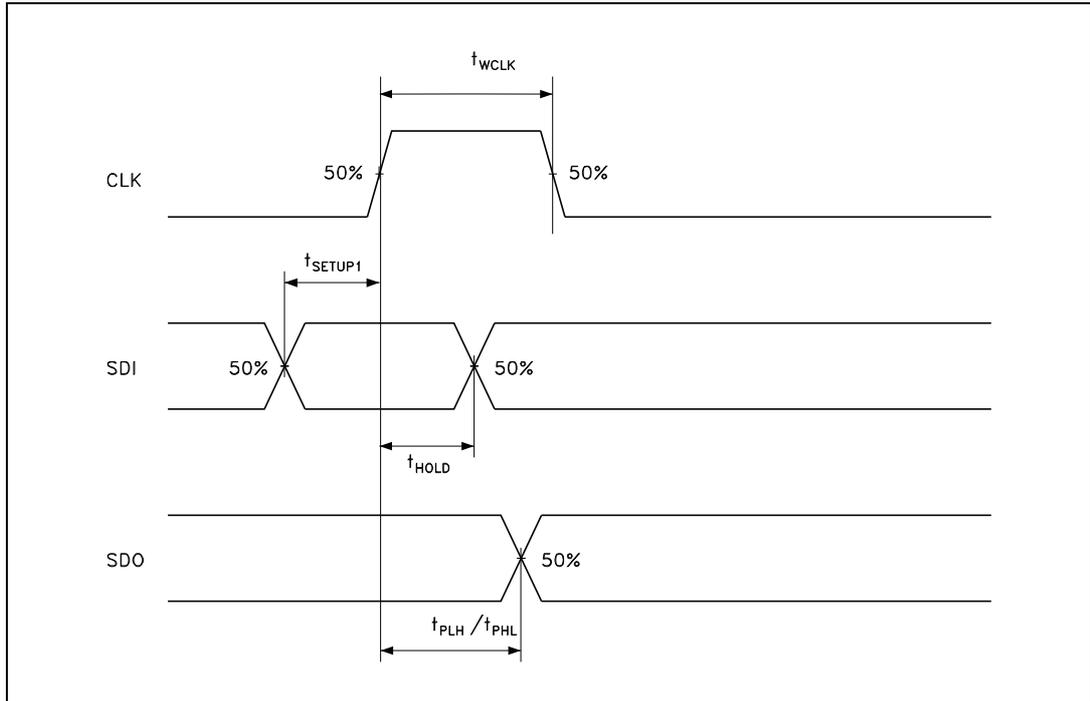 tWCLK
CLK
50%
50%
tSETUP1
SDI
50%
50%
tHOLD
SDO
50%
tPLH /tPHL